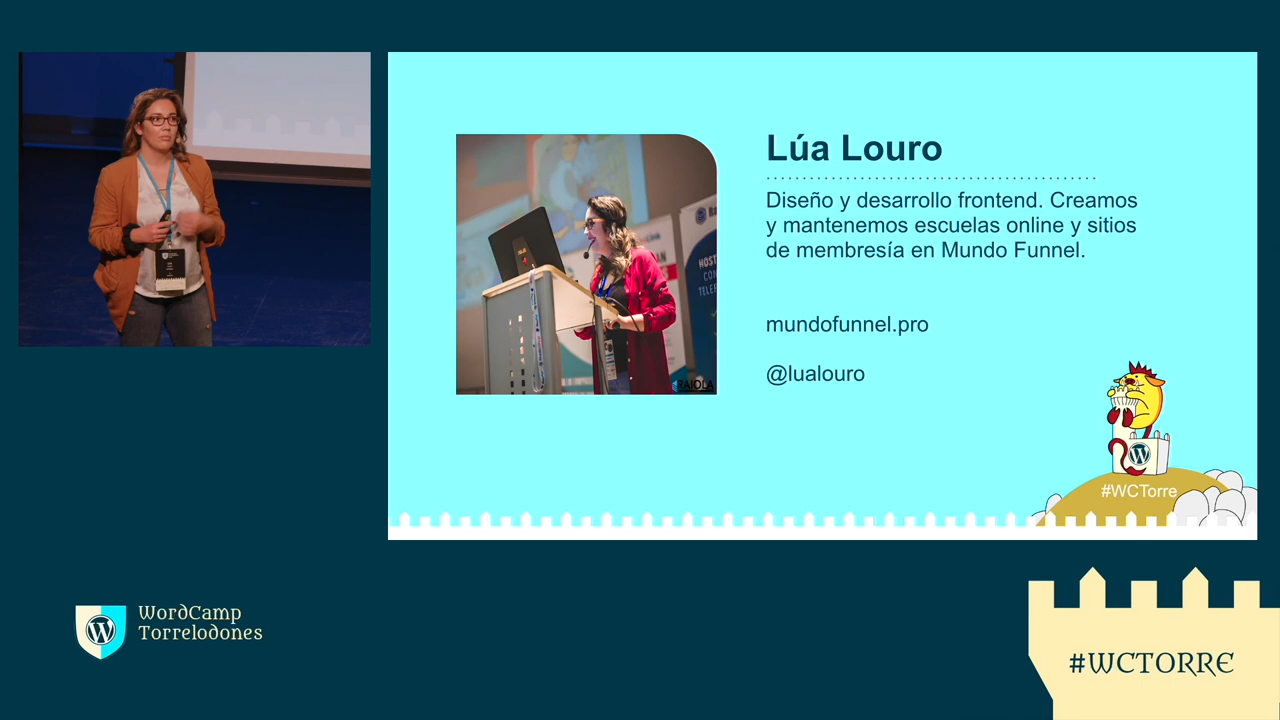 Lúa Louro
Diseño y desarrollo frontend. Creamos
y mantenemos escuelas online y sitios
de membresía en Mundo Funnel.
mundofunnel.pro
@lualouro
RAIOLA
#WCTorre
WordCamp
Torrelodones
#WCTORRE